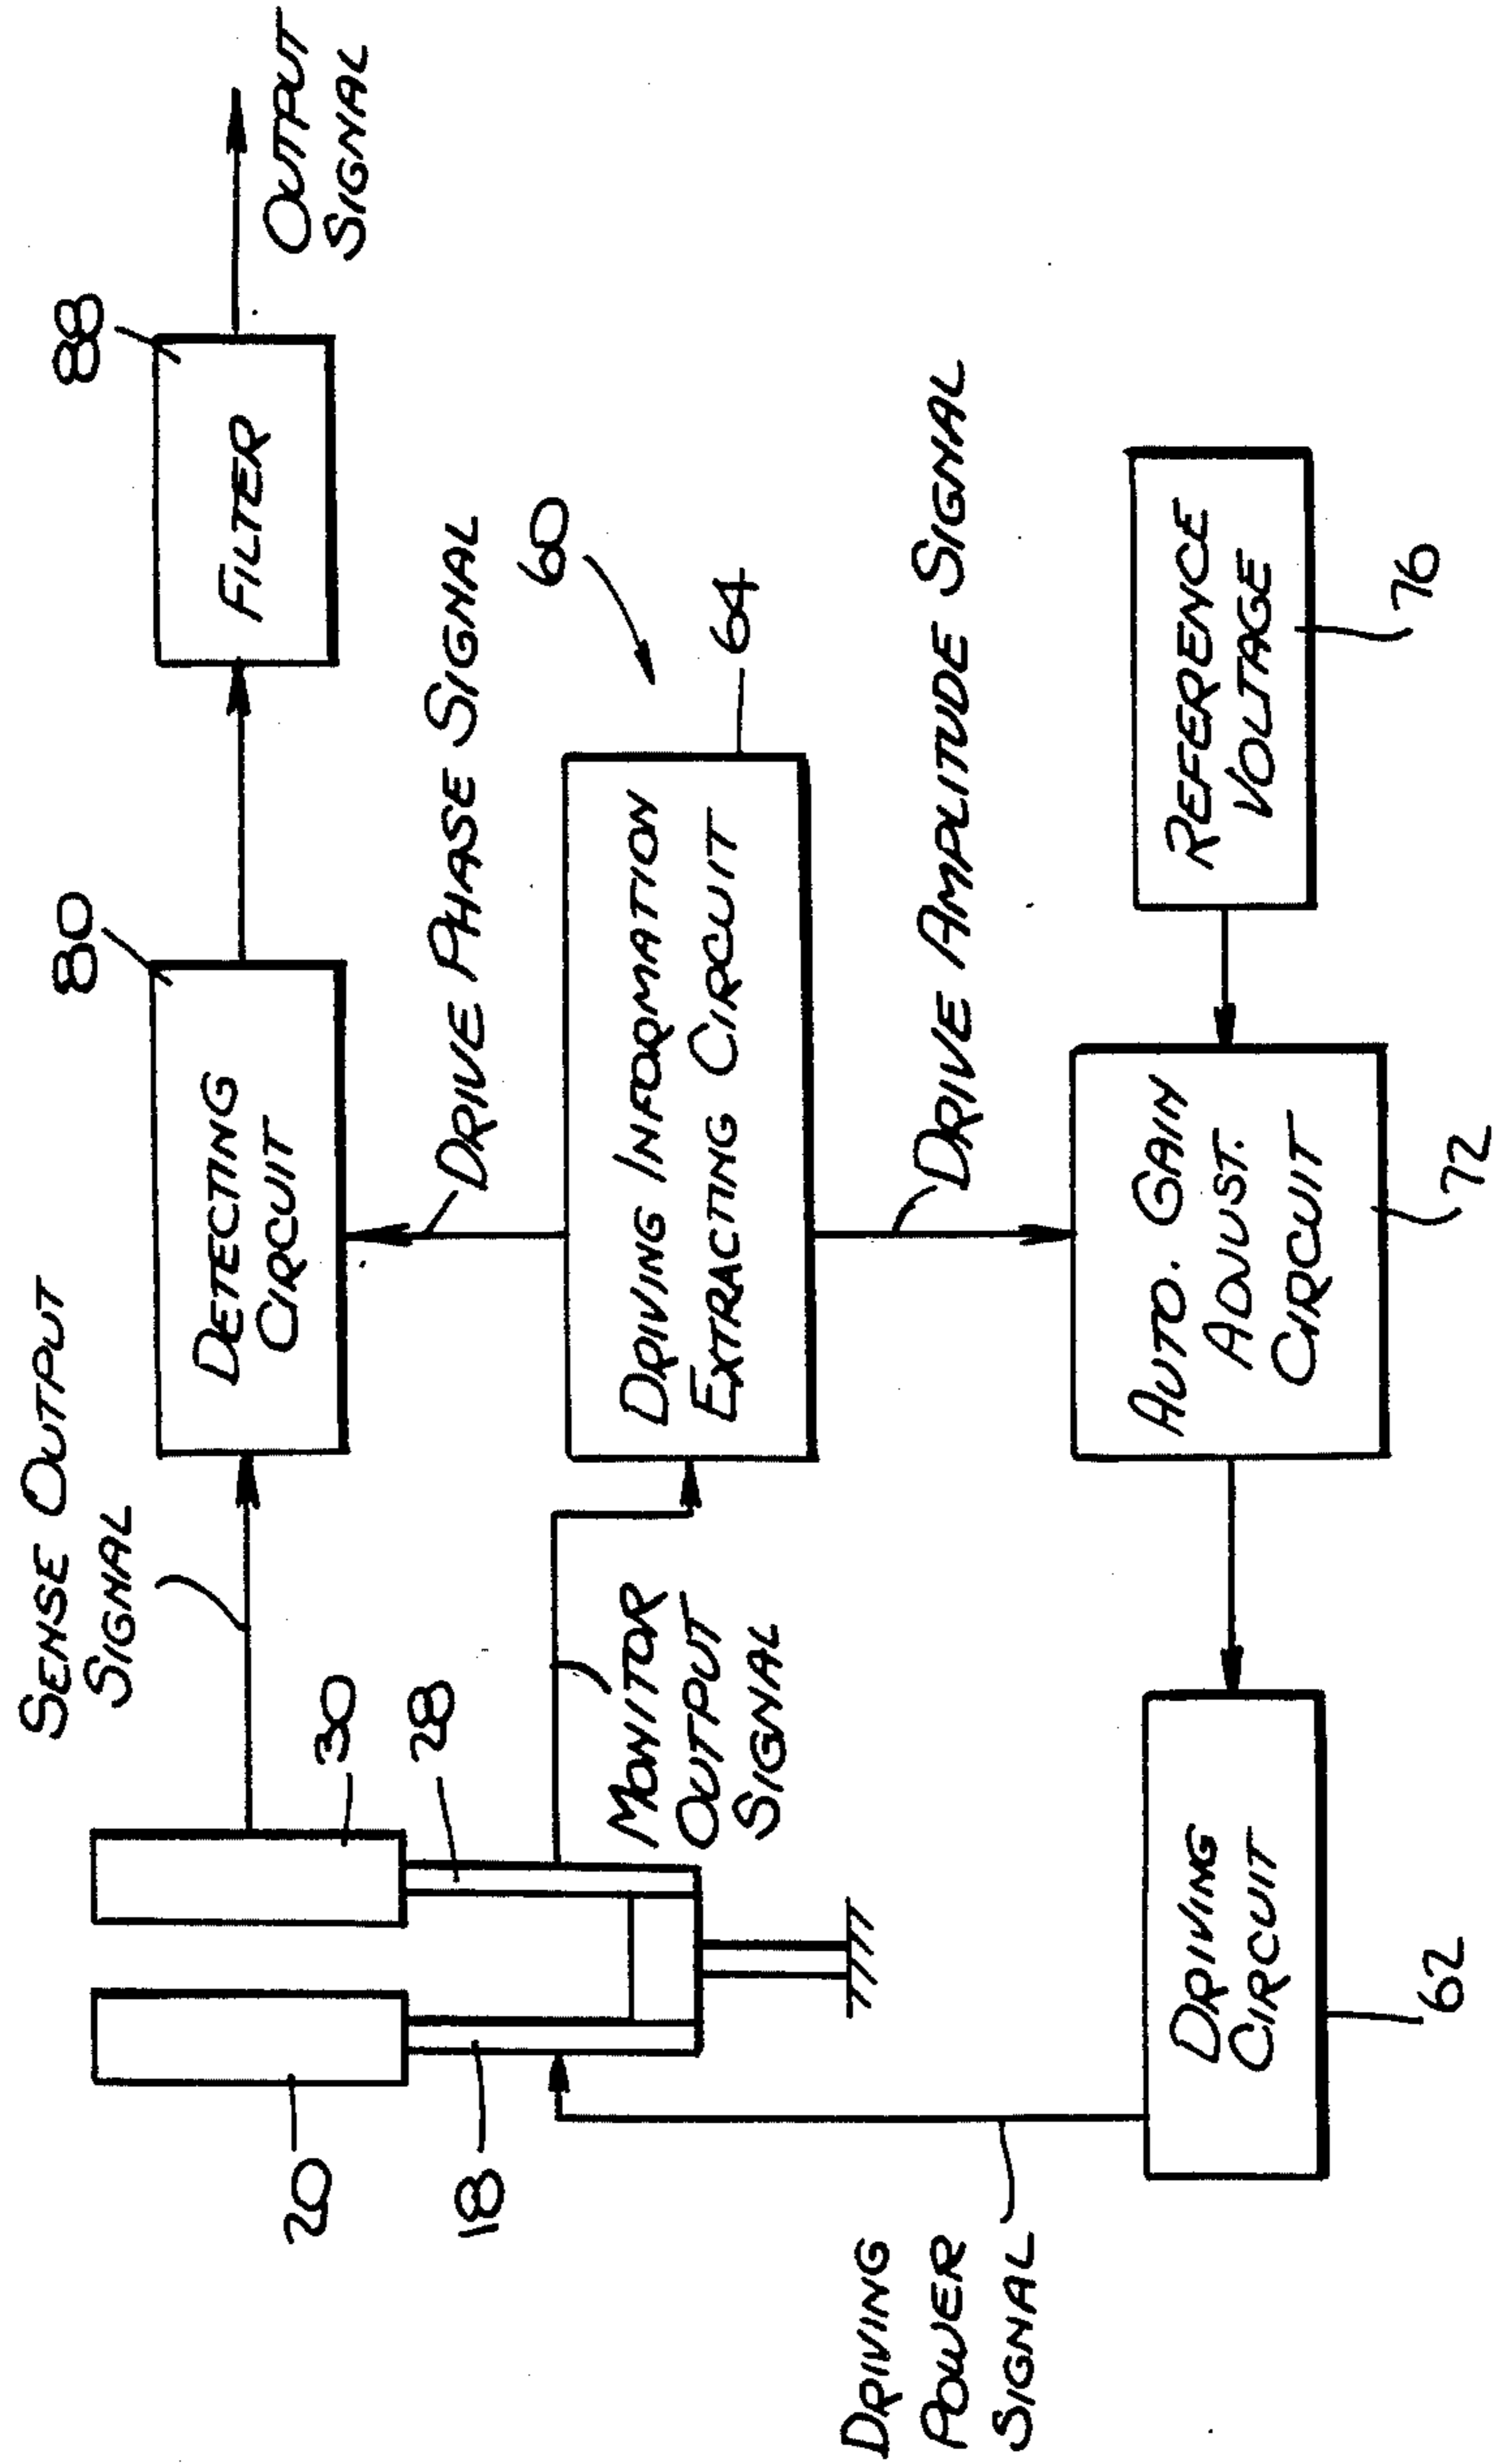 SENSE OUTPUT
SIGNAL
80
88
DETECTING
CIRCUIT
FILTER
OUTPUT
SIGNAL
20
30
18
28
DRIVE PHASE SIGNAL
60
MONITOR
OUTPUT
SIGNAL
DRIVING INFORMATION
EXTRACTING CIRCUIT
64
DRIVING
POWER
SIGNAL
DRIVE AMPLITUDE SIGNAL
DRIVING
CIRCUIT
62
AUTO. GAIN
ADJUST.
CIRCUIT
72
REFERENCE
VOLTAGE
76